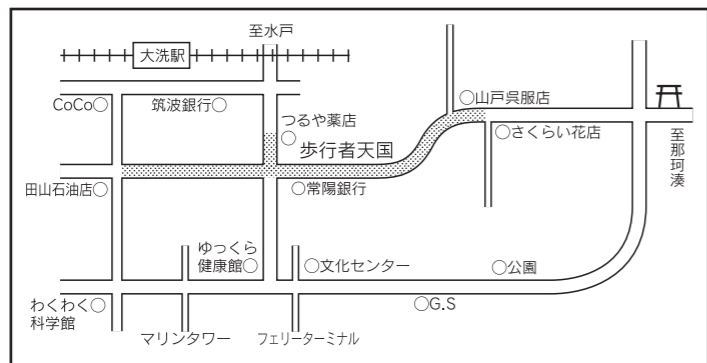 至水戸
大洗駅
CoCo○
筑波銀行○
つるや薬店
○
○山戸呉服店
○さくらい花店
至那珂湊
歩行者天国
田山石油店○
○常陽銀行
ゆっくら
健康館○
○文化センター
○公園
わくわく○
科学館
○G.S
マリンタワー
フェリーターミナル